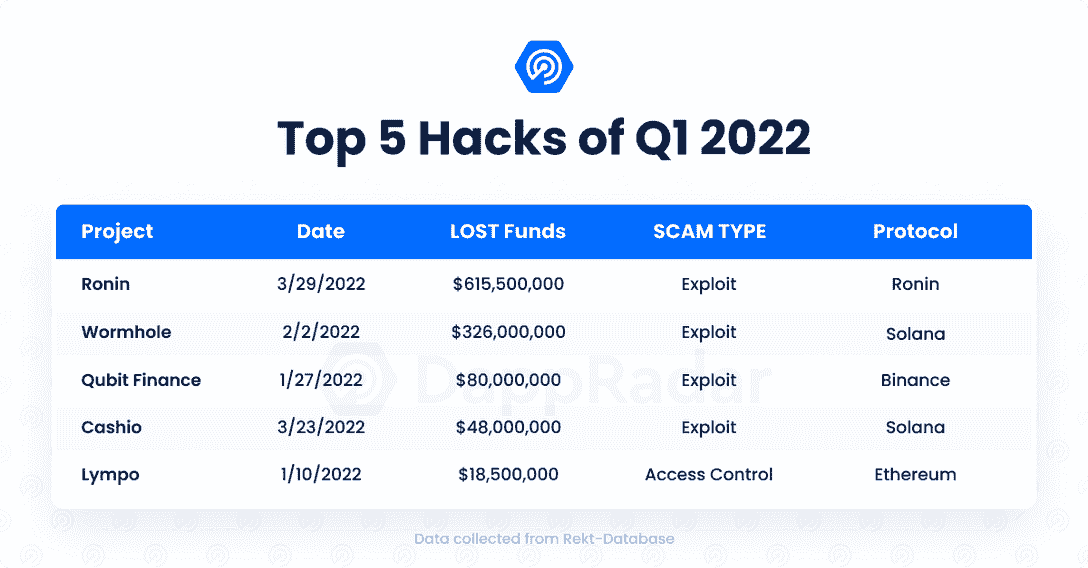 Top 5 Hacks of Q1 2022
Project Date LOST Funds SCAM TYPE Protocol
Ronin 3/29/2022 $615,500,000 Exploit Ronin
Wormhole 2/2/2022 $326,000,000 Exploit Solana
Qubit Finance 1/27/2022 $80,000,000 Exploit Binance
DappRadar
Cashio 3/23/2022 $48,000,000 Exploit Solana
Lympo 1/10/2022 $18,500,000 Access Control Ethereum
Data collected from Rekt-Database